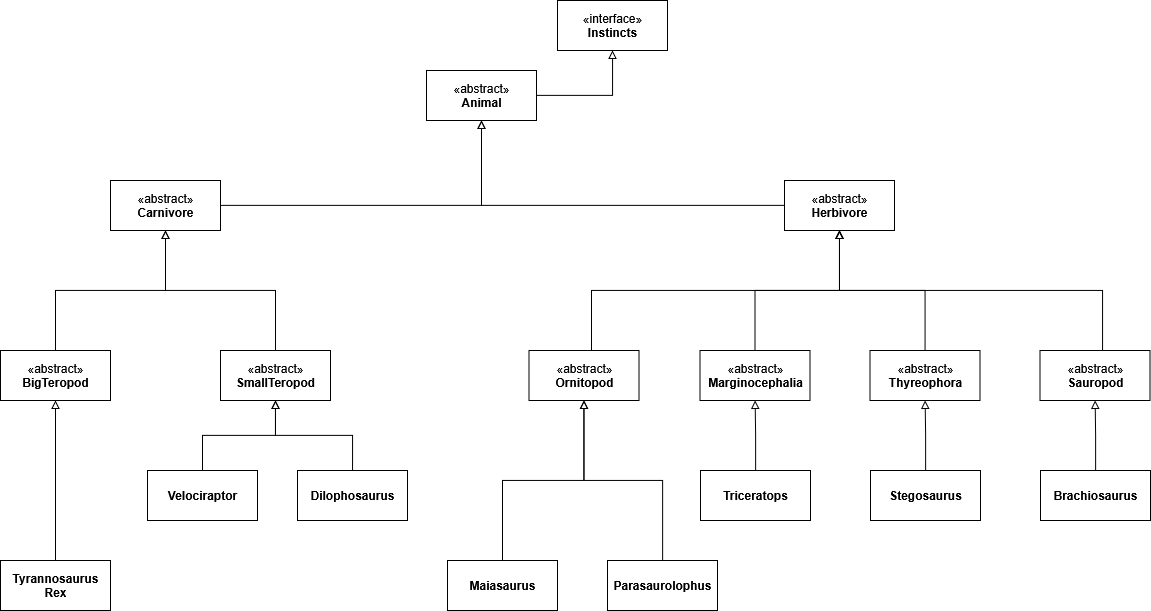 «interface»
Instincts
«abstract»
Animal
«abstract»
Carnivore
«abstract»
Herbivore
«abstract»
BigTeropod
«abstract»
SmallTeropod
«abstract»
Ornitopod
«abstract»
Marginocephalia
«abstract»
Thyreophora
«abstract»
Sauropod
Velociraptor
Dilophosaurus
Triceratops
Stegosaurus
Brachiosaurus
Tyrannosaurus
Rex
Maiasaurus
Parasaurolophus